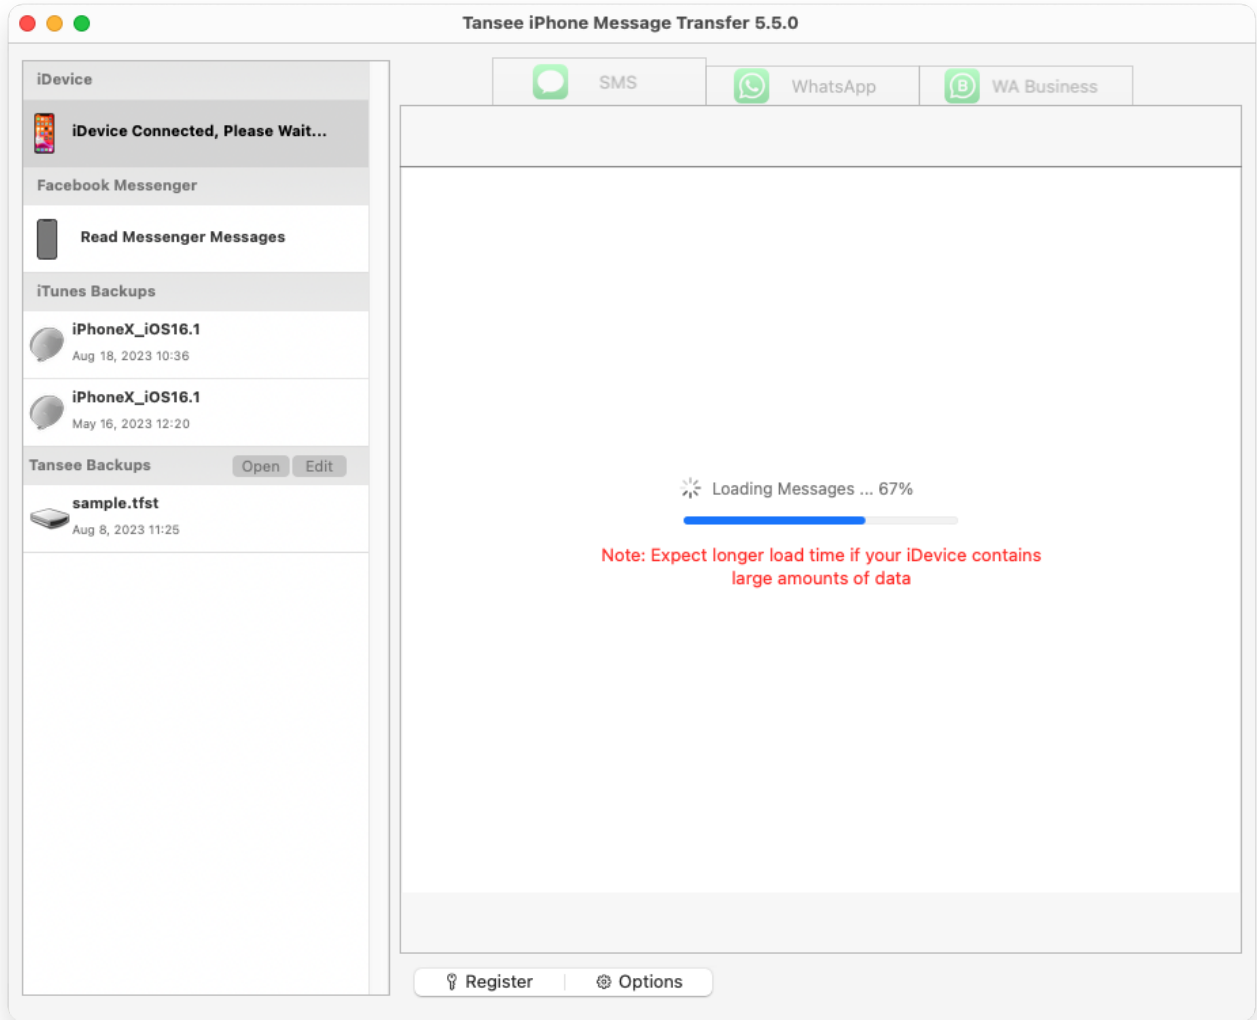 Tansee iPhone Message Transfer 5.5.0
iDevice
iDevice Connected, Please Wait...
Facebook Messenger
Read Messenger Messages
iTunes Backups
iPhoneX_iOS16.1
Aug 18, 2023 10:36
iPhoneX_iOS16.1
May 16, 2023 12:20
Tansee Backups Open Edit
sample.tfst
Aug 8, 2023 11:25
SMS WhatsApp B WA Business
Loading Messages ... 67%
Note: Expect longer load time if your iDevice contains
large amounts of data
Register Options